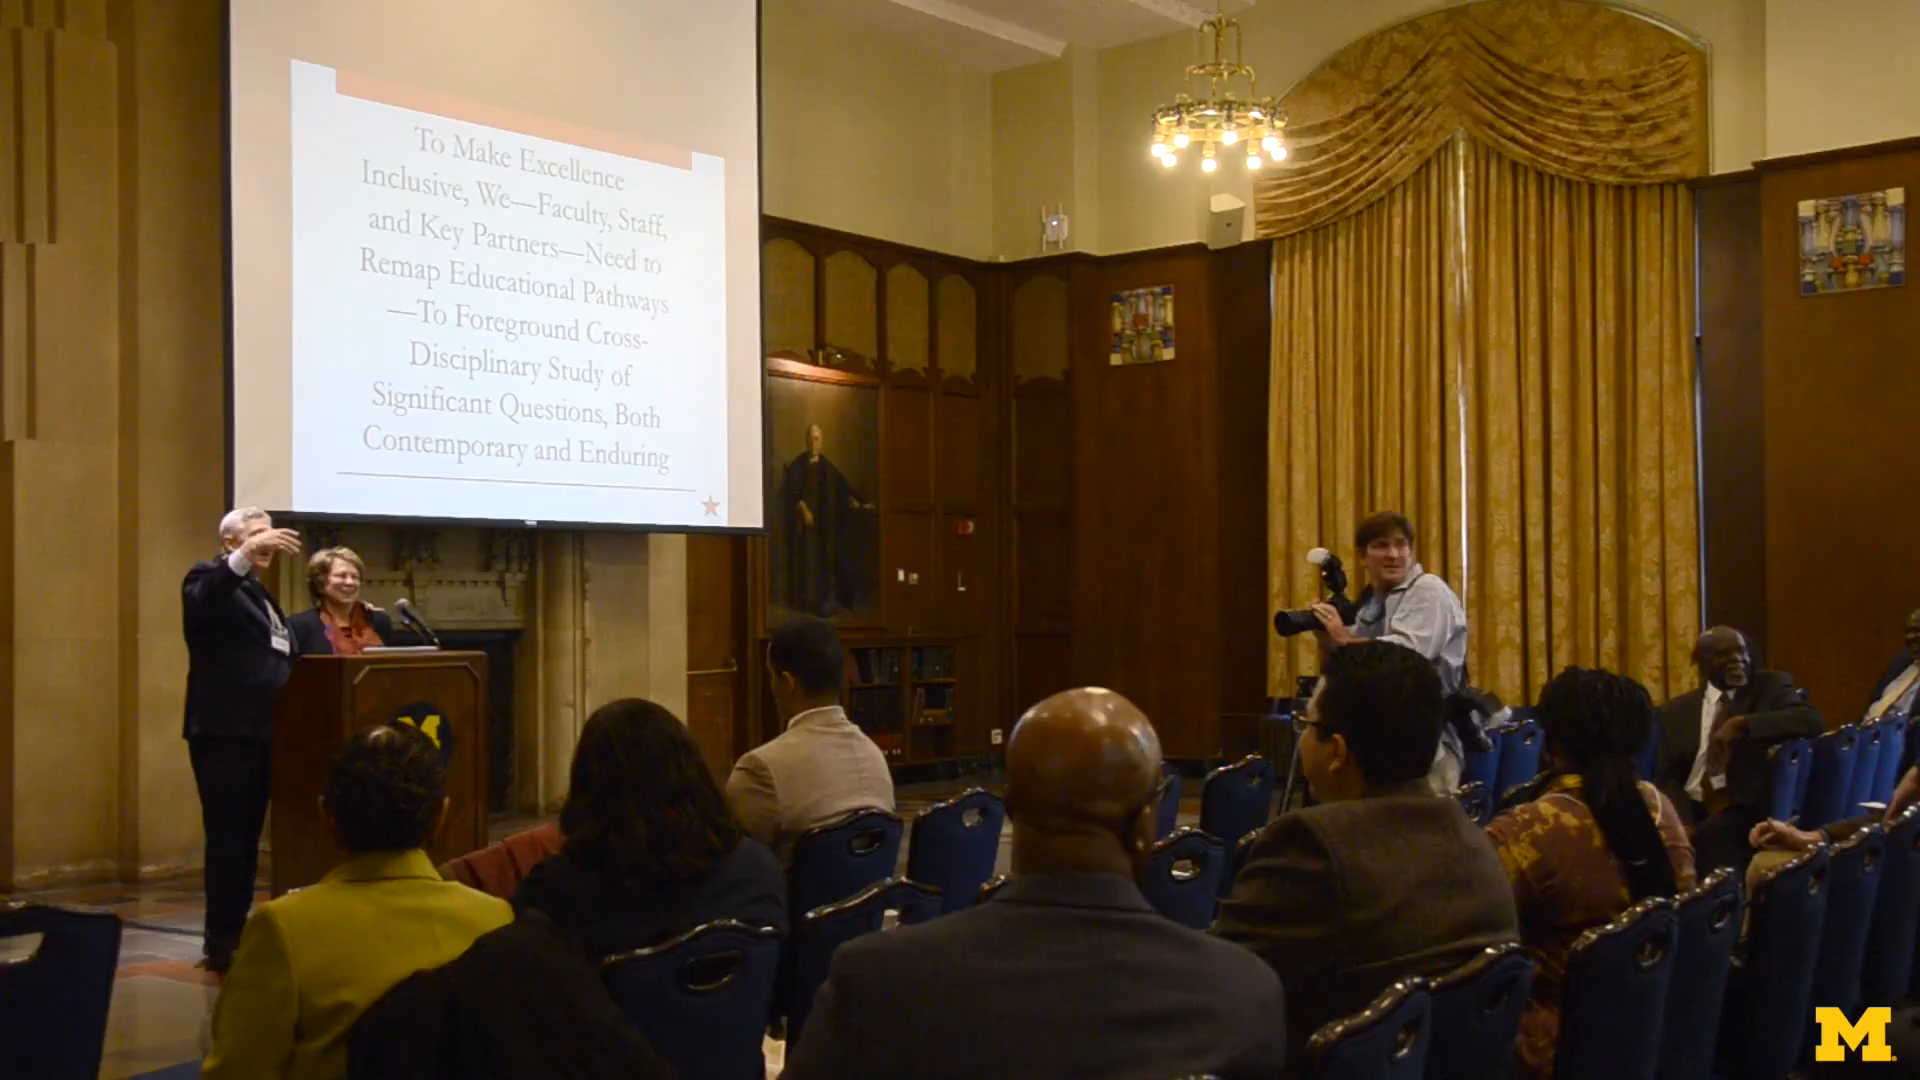 To Make Excellence
Inclusive, We—Faculty, Staff,
and Key Partners—Need to
Remap Educational Pathways
—To Foreground Cross-
Disciplinary Study of
Significant Questions, Both
Contemporary and Enduring
M
M